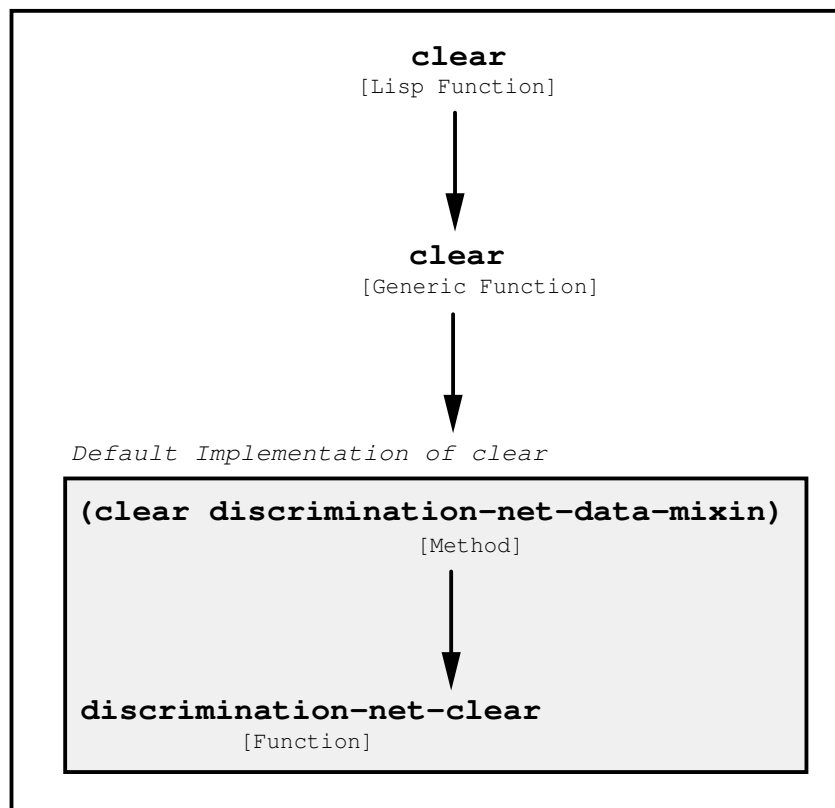 clear
[Lisp Function]
clear
[Generic Function]
Default Implementation of clear
(clear discrimination-net-data-mixin)
[Method]
discrimination-net-clear
[Function]